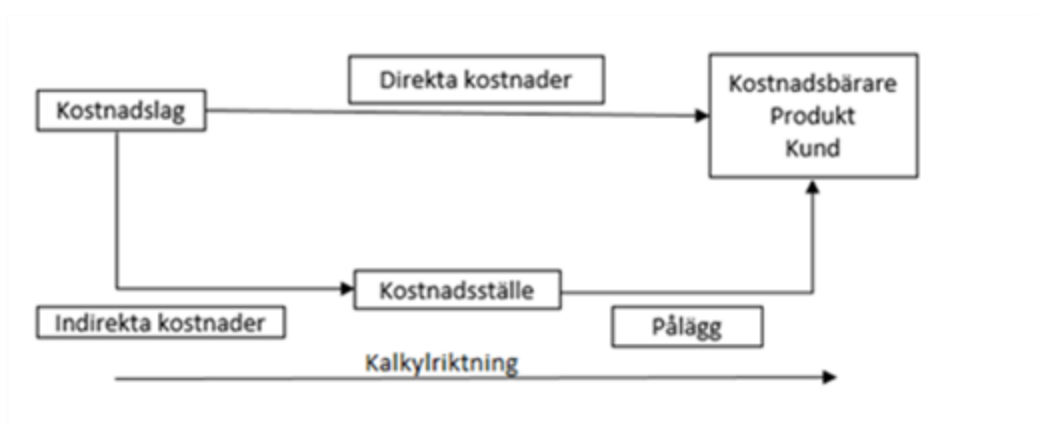 Direkta kostnader
Kostnadslag
Kostnadsbärare
Produkt
Kund
Kostnadsställe
Indirekta kostnader
Pålägg
Kalkylriktning